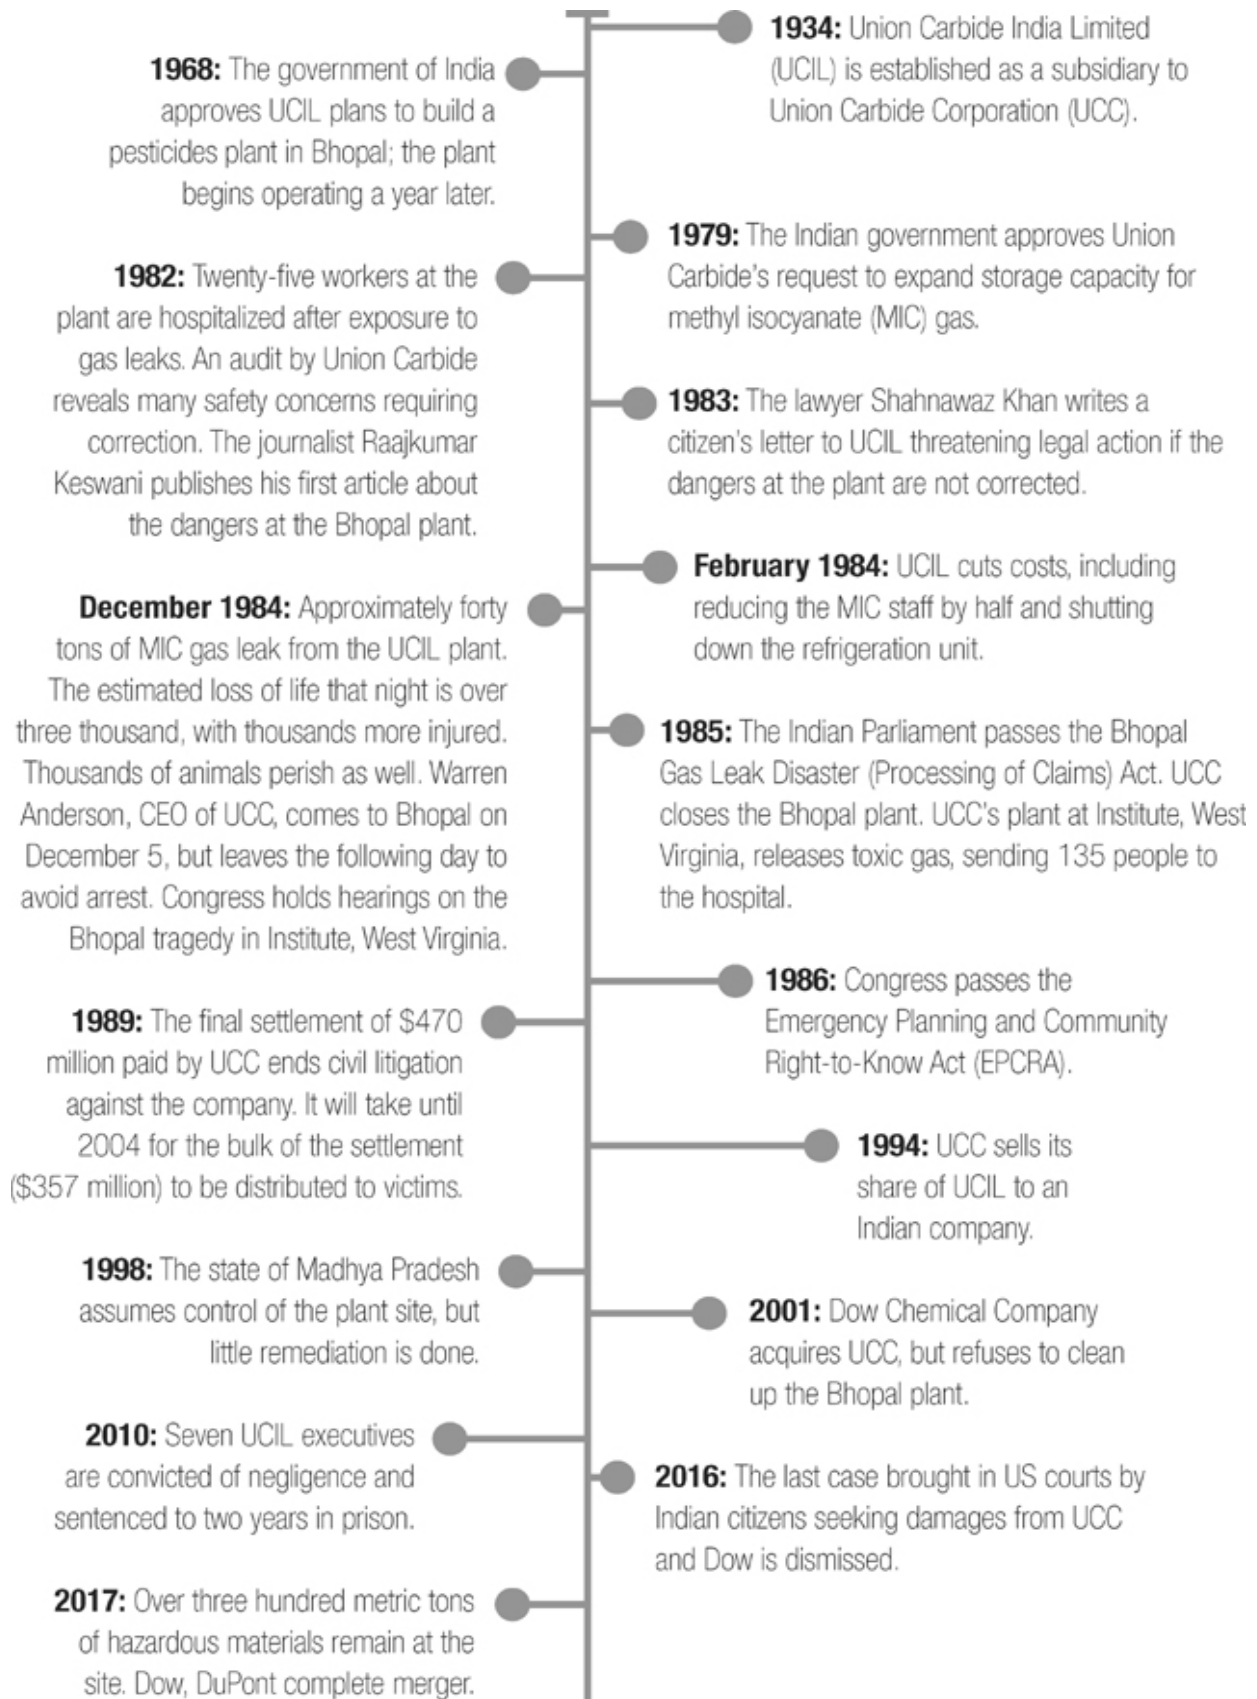 1934: Union Carbide India Limited
(UCIL) is established as a subsidiary to
Union Carbide Corporation (UCC).
1968: The government of India
approves UCIL plans to build a
pesticides plant in Bhopal; the plant
begins operating a year later.
1979: The Indian government approves Union
Carbide's request to expand storage capacity for
methyl isocyanate (MIC) gas.
1982: Twenty-five workers at the
plant are hospitalized after exposure to
gas leaks. An audit by Union Carbide
reveals many safety concerns requiring
correction. The journalist Raajkumar
Keswani publishes his first article about
the dangers at the Bhopal plant.
1983: The lawyer Shahnawaz Khan writes a
citizen's letter to UCIL threatening legal action if the
dangers at the plant are not corrected.
February 1984: UCIL cuts costs, including
reducing the MIC staff by half and shutting
down the refrigeration unit.
December 1984: Approximately forty
tons of MIC gas leak from the UCIL plant.
The estimated loss of life that night is over
three thousand, with thousands more injured.
Thousands of animals perish as well. Warren
Anderson, CEO of UCC, comes to Bhopal on
December 5, but leaves the following day to
avoid arrest. Congress holds hearings on the
Bhopal tragedy in Institute, West Virginia.
1985: The Indian Parliament passes the Bhopal
Gas Leak Disaster (Processing of Claims) Act. UCC
closes the Bhopal plant. UCC's plant at Institute, West
Virginia, releases toxic gas, sending 135 people to
the hospital.
1986: Congress passes the
Emergency Planning and Community
Right-to-Know Act (EPCRA).
1989: The final settlement of $470
million paid by UCC ends civil litigation
against the company. It will take until
2004 for the bulk of the settlement
($357 million) to be distributed to victims.
1994: UCC sells its
share of UCIL to an
Indian company.
1998: The state of Madhya Pradesh
assumes control of the plant site, but
little remediation is done.
2001: Dow Chemical Company
acquires UCC, but refuses to clean
up the Bhopal plant.
2010: Seven UCIL executives
are convicted of negligence and
sentenced to two years in prison.
2016: The last case brought in US courts by
Indian citizens seeking damages from UCC
and Dow is dismissed.
2017: Over three hundred metric tons
of hazardous materials remain at the
site. Dow, DuPont complete merger.